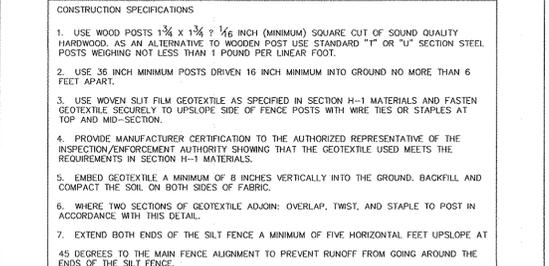 CONSTRUCTION SPECIFICATIONS
1. USE WOOD POSTS 1¾ X 1¾ ? 1⁄16 INCH (MINIMUM) SQUARE CUT OF SOUND QUALITY
HARDWOOD. AS AN ALTERNATIVE TO WOODEN POST USE STANDARD "T" OR "U" SECTION STEEL
POSTS WEIGHING NOT LESS THAN 1 POUND PER LINEAR FOOT.
2. USE 36 INCH MINIMUM POSTS DRIVEN 16 INCH MINIMUM INTO GROUND NO MORE THAN 6
FEET APART.
3. USE WOVEN SLIT FILM GEOTEXTILE AS SPECIFIED IN SECTION H-1 MATERIALS AND FASTEN
GEOTEXTILE SECURELY TO UPSLOPE SIDE OF FENCE POSTS WITH WIRE TIES OR STAPLES AT
TOP AND MID-SECTION.
4. PROVIDE MANUFACTURER CERTIFICATION TO THE AUTHORIZED REPRESENTATIVE OF THE
INSPECTION/ENFORCEMENT AUTHORITY SHOWING THAT THE GEOTEXTILE USED MEETS THE
REQUIREMENTS IN SECTION H-1 MATERIALS.
5. EMBED GEOTEXTILE A MINIMUM OF 8 INCHES VERTICALLY INTO THE GROUND. BACKFILL AND
COMPACT THE SOIL ON BOTH SIDES OF FABRIC.
6. WHERE TWO SECTIONS OF GEOTEXTILE ADJOIN: OVERLAP, TWIST, AND STAPLE TO POST IN
ACCORDANCE WITH THIS DETAIL.
7. EXTEND BOTH ENDS OF THE SILT FENCE A MINIMUM OF FIVE HORIZONTAL FEET UPSLOPE AT
45 DEGREES TO THE MAIN FENCE ALIGNMENT TO PREVENT RUNOFF FROM GOING AROUND THE
ENDS OF THE SILT FENCE.